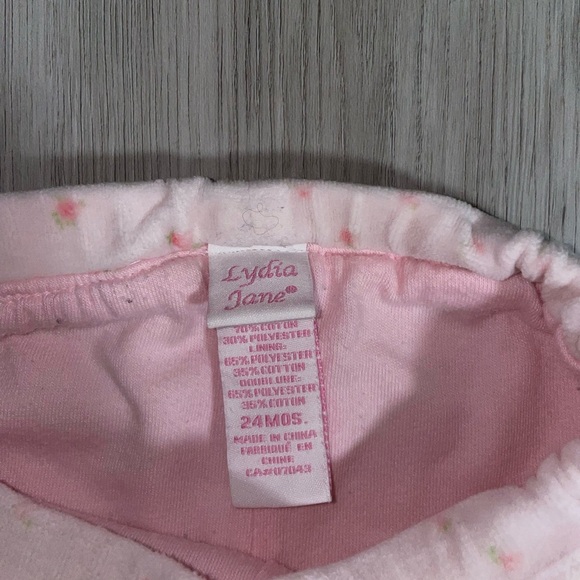 Lydia
Jane®
70% COTTON
30% POLYESTER
LINING:
65% POLYESTER
35% COTTON
DOUBLURE:
65% POLYESTER
35% COTON
24MOS.
MADE IN CHINA
FABRIQUÉ EN
CHINE
CA#07043